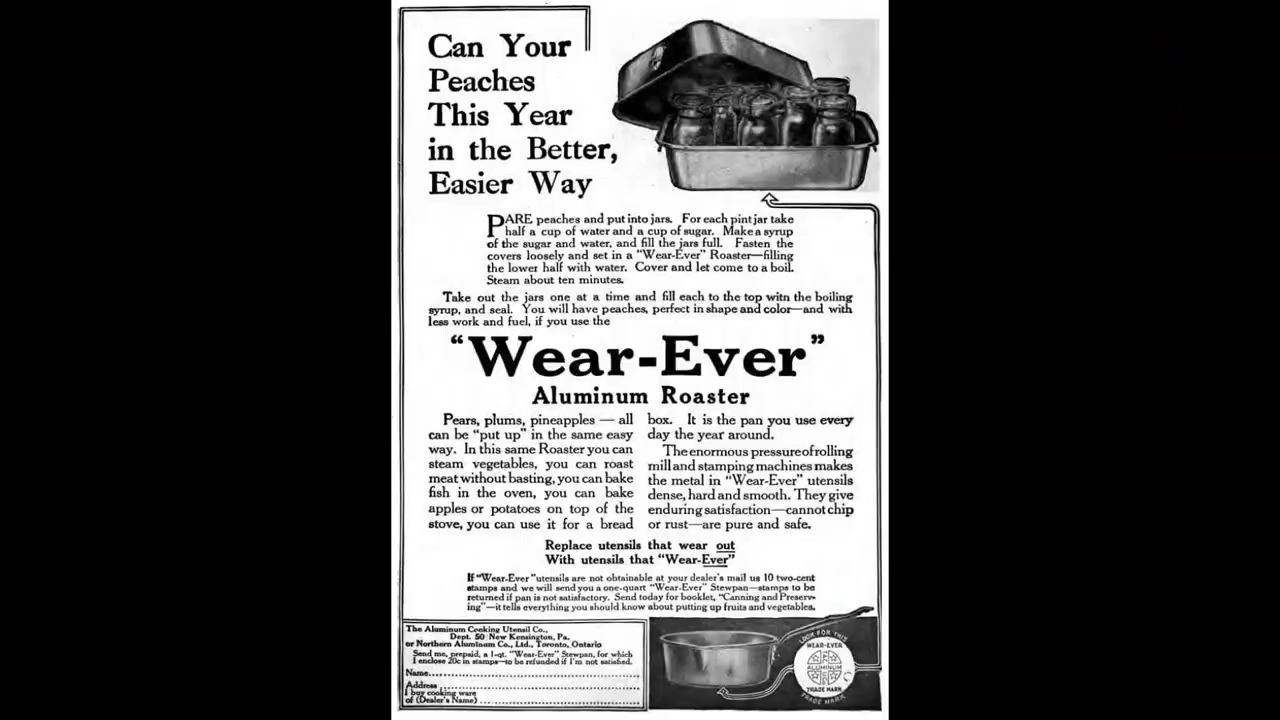 Can Your
Peaches
This Year
in the Better,
Easier Way
PARE peaches and put into jars. For each pint jar take
half a cup of water and a cup of sugar. Make a syrup
of the sugar and water, and fill the jars full. Fasten the
covers loosely and set in a "Wear-Ever" Roaster—filling
the lower half with water. Cover and let come to a boil.
Steam about ten minutes.
Take out the jars one at a time and fill each to the top with the boiling
syrup, and seal. You will have peaches, perfect in shape and color—and with
less work and fuel, if you use the
"Wear-Ever"
Aluminum Roaster
Pears, plums, pineapples — all
can be "put up" in the same easy
way. In this same Roaster you can
steam vegetables, you can roast
meat without basting, you can bake
fish in the oven, you can bake
apples or potatoes on top of the
stove, you can use it for a bread
box. It is the pan you use every
day the year around.
The enormous pressure of rolling
mill and stamping machines makes
the metal in "Wear-Ever" utensils
dense, hard and smooth. They give
enduring satisfaction—cannot chip
or rust—are pure and safe.
Replace utensils that wear out
With utensils that "Wear-Ever"
If "Wear-Ever" utensils are not obtainable at your dealer's mail us 10 two-cent
stamps and we will send you a one-quart "Wear-Ever" Stewpan—stamps to be
returned if pan is not satisfactory. Send today for booklet, "Canning and Preserv-
ing"—it tells everything you should know about putting up fruits and vegetables.
The Aluminum Cooking Utensil Co.,
Dept. 50 New Kensington, Pa.
or Northern Aluminum Co., Ltd., Toronto, Ontario
Send me, prepaid, a 1-qt. "Wear-Ever" Stewpan, for which
I enclose 20c in stamps—to be refunded if I'm not satisfied.
Name
Address
I buy cooking ware
of (Dealer's Name)
LOOK FOR THIS
WEAR-EVER
ALUMINUM
TRADE MARK
TRADE MARK